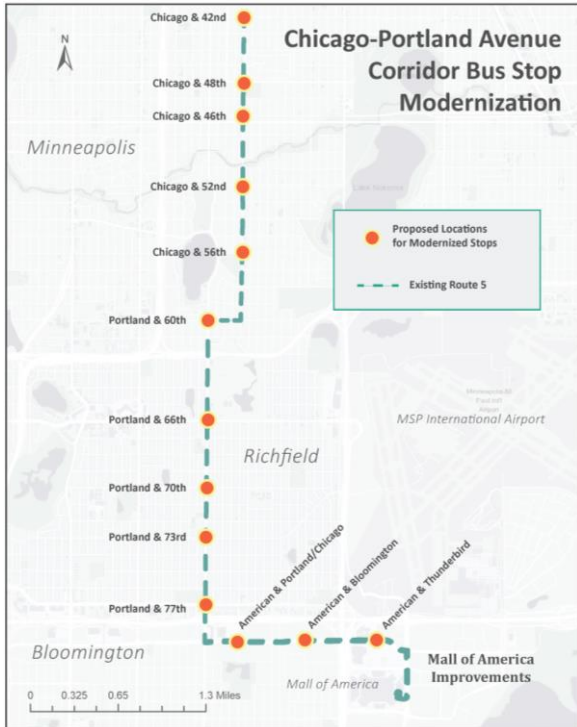 Chicago-Portland Avenue
Corridor Bus Stop
Modernization
N
Chicago & 42nd
Chicago & 48th
Chicago & 46th
Minneapolis
Chicago & 52nd
Lake Nokomis
Chicago & 56th
Proposed Locations
for Modernized Stops
Existing Route 5
Portland & 60th
Portland & 66th
MSP International Airport
Richfield
Portland & 70th
Portland & 73rd
Portland & 77th
American & Portland/Chicago
American & Bloomington
American & Thunderbird
Bloomington
Mall of America
Mall of America
Improvements
0 0.325 0.65 1.3 Miles